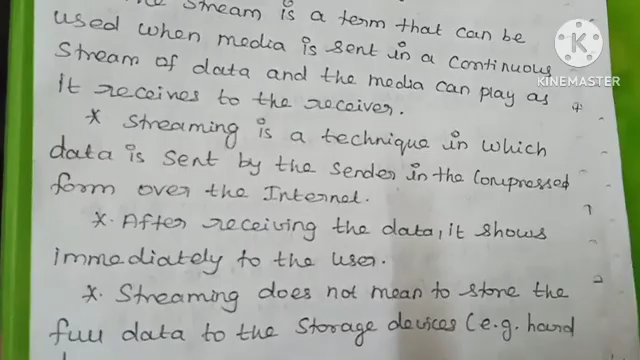 The Stream is a term that can be
used when media is sent in a continuous
Stream of data and the media can play as
it receives to the receiver.
* Streaming is a technique in which
data is sent by the sender in the compressed
form over the Internet.
*. After receiving the data, it shows
immediately to the user.
*. Streaming does not mean to store the
full data to the storage devices (e.g. hard
KINEMASTER